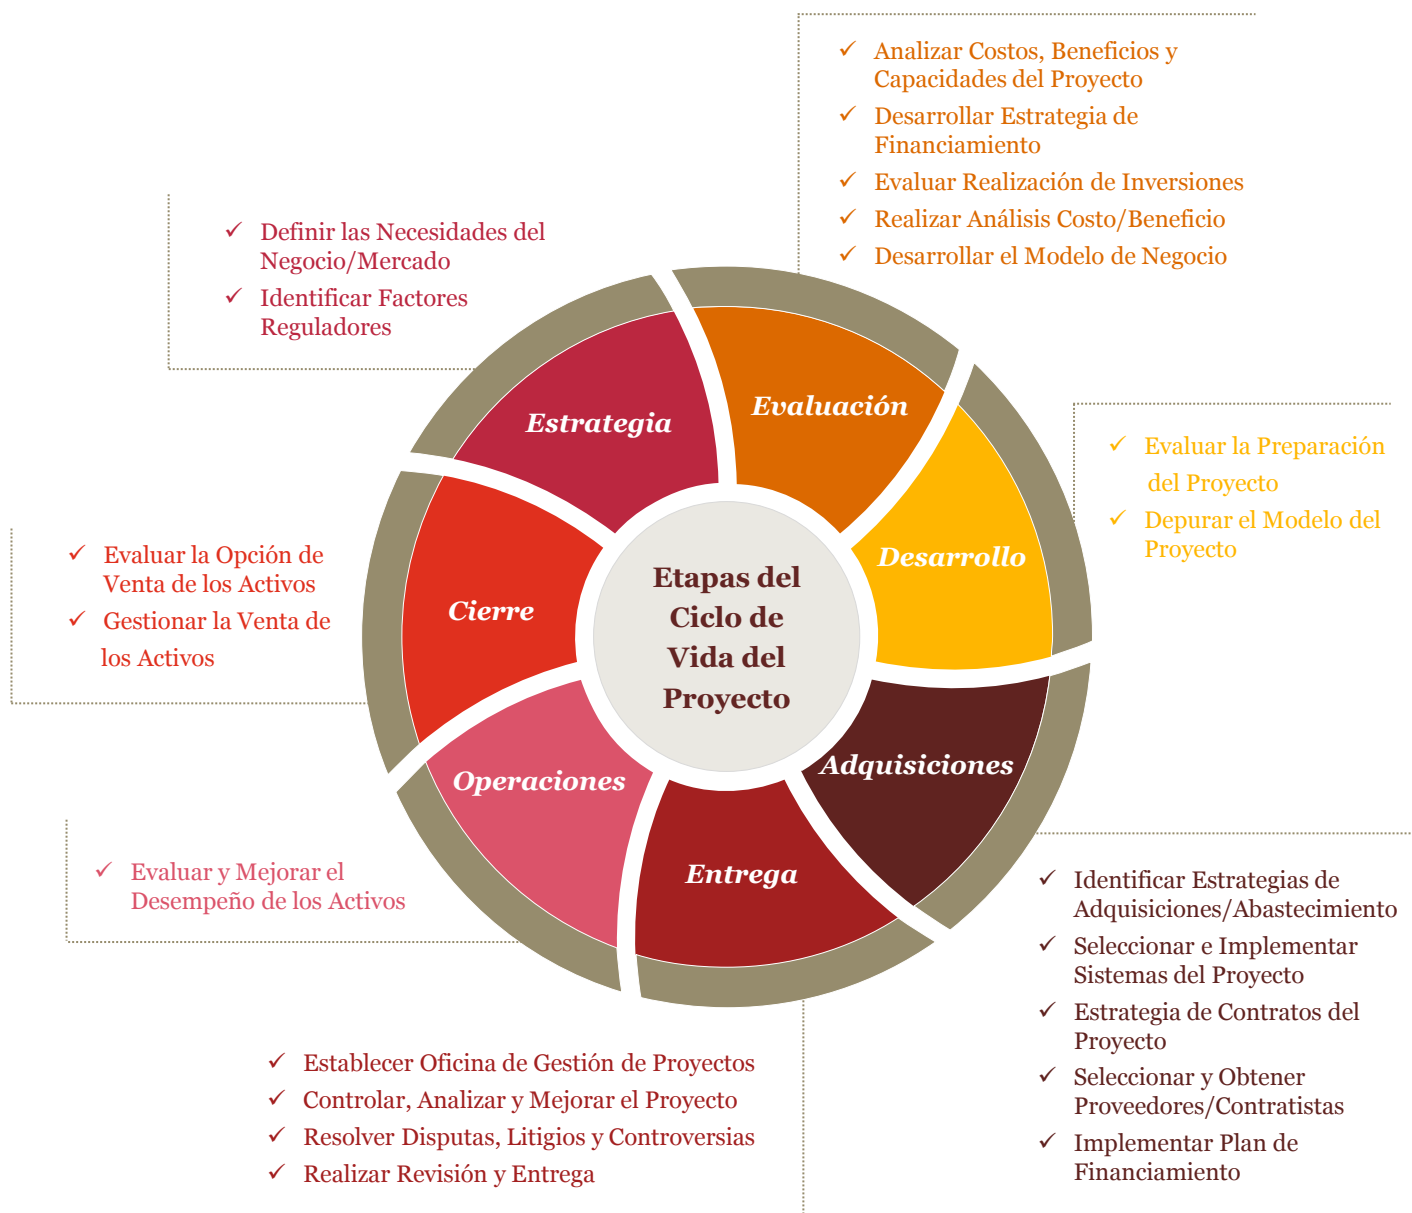 Analizar Costos, Beneficios y
Capacidades del Proyecto
Desarrollar Estrategia de
Financiamiento
Evaluar Realización de Inversiones
Realizar Análisis Costo/Beneficio
Desarrollar el Modelo de Negocio
Definir las Necesidades del
Negocio/Mercado
Identificar Factores
Reguladores
Evaluación
Estrategia
Evaluar la Preparación
del Proyecto
Depurar el Modelo del
Proyecto
Desarrollo
Evaluar la Opción de
Venta de los Activos
Gestionar la Venta de
los Activos
Cierre
Etapas del
Ciclo de
Vida del
Proyecto
Operaciones
Adquisiciones
Entrega
Evaluar y Mejorar el
Desempeño de los Activos
Identificar Estrategias de
Adquisiciones/Abastecimiento
Seleccionar e Implementar
Sistemas del Proyecto
Estrategia de Contratos del
Proyecto
Seleccionar y Obtener
Proveedores/Contratistas
Implementar Plan de
Financiamiento
Establecer Oficina de Gestión de Proyectos
Controlar, Analizar y Mejorar el Proyecto
Resolver Disputas, Litigios y Controversias
Realizar Revisión y Entrega